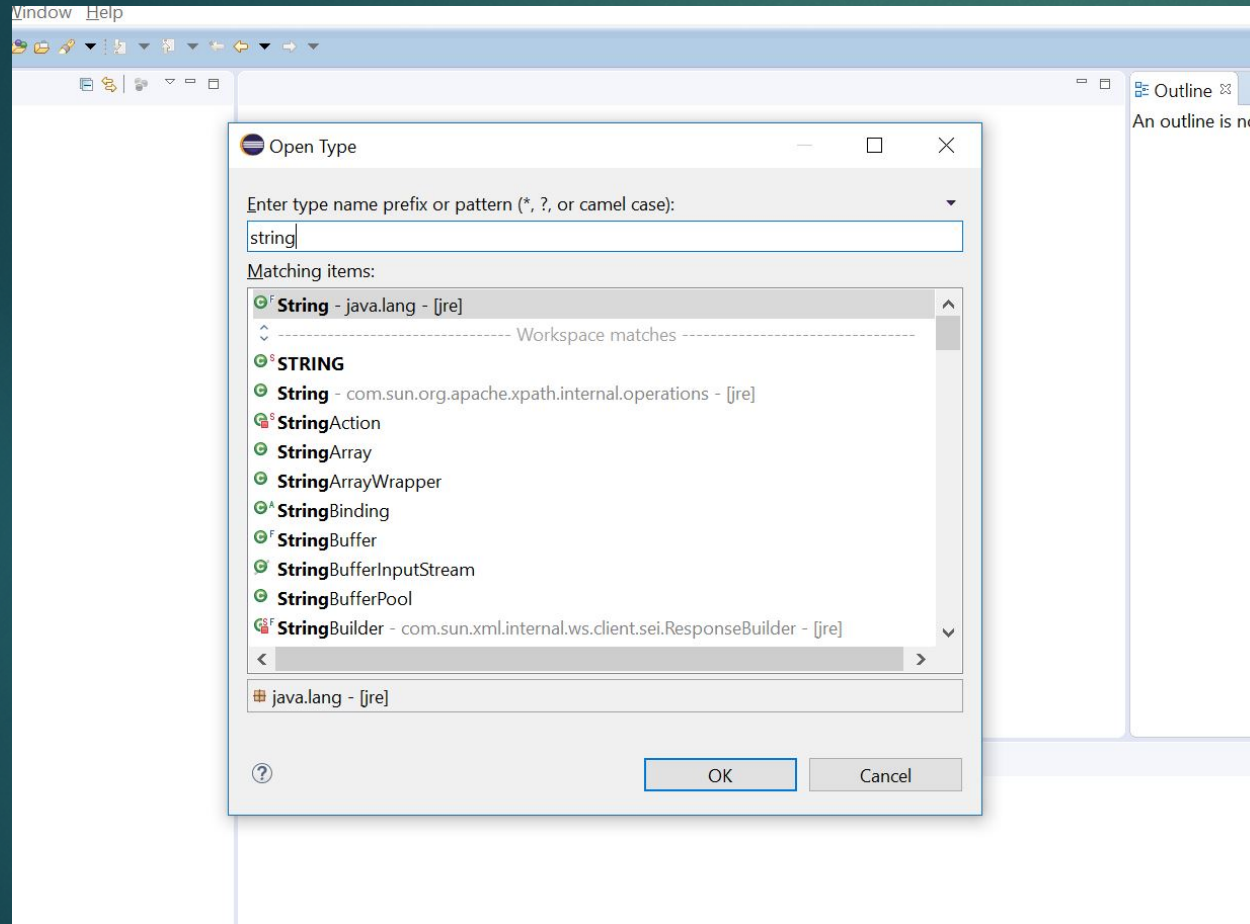 Window Help
Outline
An outline is no
Open Type
Enter type name prefix or pattern (*, ?, or camel case):
string
Matching items:
String - java.lang - [jre]
Workspace matches
STRING
String - com.sun.org.apache.xpath.internal.operations - [jre]
StringAction
StringArray
StringArrayWrapper
StringBinding
StringBuffer
StringBufferInputStream
StringBufferPool
StringBuilder - com.sun.xml.internal.ws.client.sei.ResponseBuilder - [jre]
java.lang - [jre]
OK Cancel